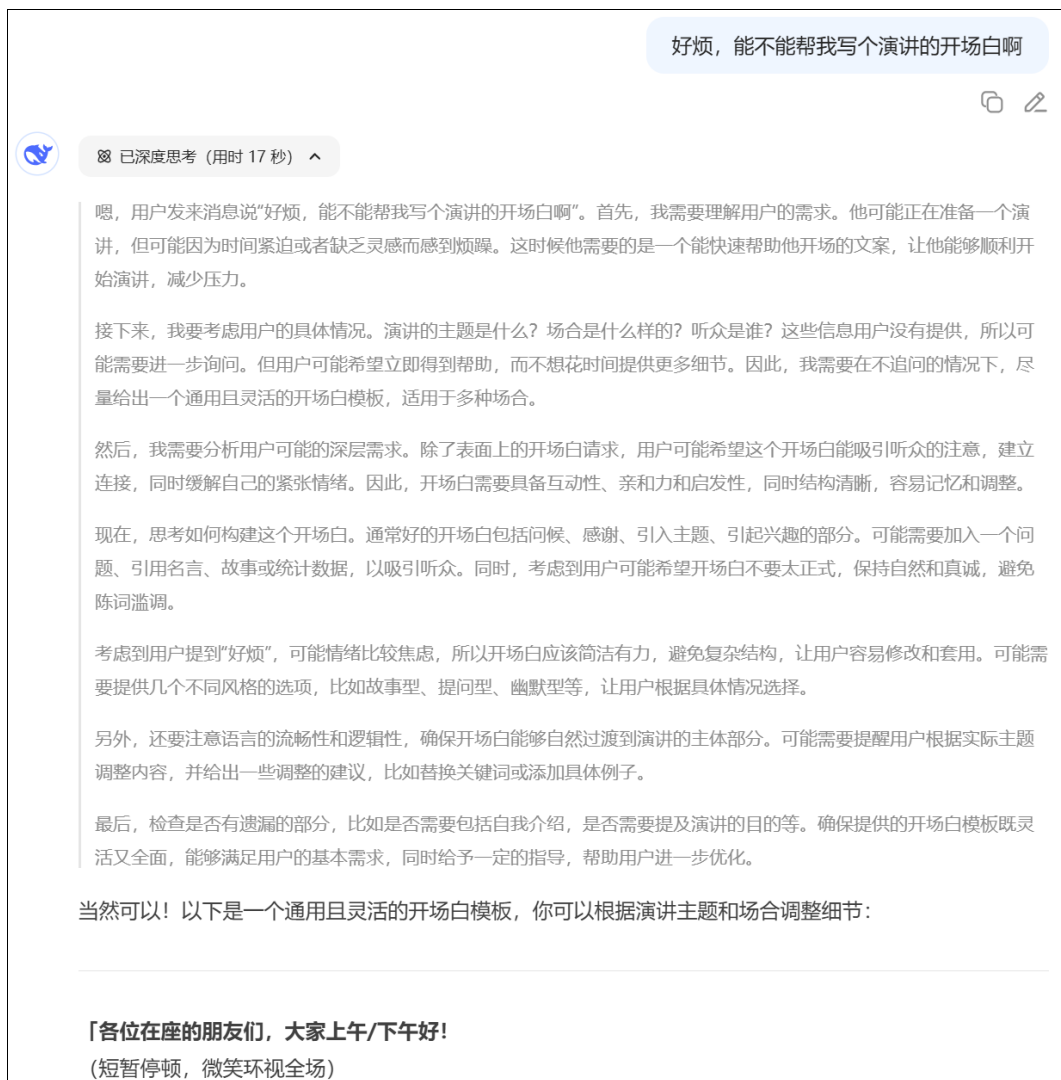 好烦，能不能帮我写个演讲的开场白啊
已深度思考（用时 17 秒）
嗯，用户发来消息说“好烦，能不能帮我写个演讲的开场白啊”。首先，我需要理解用户的需求。他可能正在准备一个演
讲，但可能因为时间紧迫或者缺乏灵感而感到烦躁。这时候他需要的是一个能快速帮助他开场的文案，让他能够顺利开
始演讲，减少压力。
接下来，我要考虑用户的具体情况。演讲的主题是什么？场合是什么样的？听众是谁？这些信息用户没有提供，所以可
能需要进一步询问。但用户可能希望立即得到帮助，而不想花时间提供更多细节。因此，我需要在不追问的情况下，尽
量给出一个通用且灵活的开场白模板，适用于多种场合。
然后，我需要分析用户可能的深层需求。除了表面上的开场白请求，用户可能希望这个开场白能吸引听众的注意，建立
连接，同时缓解自己的紧张情绪。因此，开场白需要具备互动性、亲和力和启发性，同时结构清晰，容易记忆和调整。
现在，思考如何构建这个开场白。通常好的开场白包括问候、感谢、引入主题、引起兴趣的部分。可能需要加入一个问
题、引用名言、故事或统计数据，以吸引听众。同时，考虑到用户可能希望开场白不要太正式，保持自然和真诚，避免
陈词滥调。
考虑到用户提到“好烦”，可能情绪比较焦虑，所以开场白应该简洁有力，避免复杂结构，让用户容易修改和套用。可能需
要提供几个不同风格的选项，比如故事型、提问型、幽默型等，让用户根据具体情况选择。
另外，还要注意语言的流畅性和逻辑性，确保开场白能够自然过渡到演讲的主体部分。可能需要提醒用户根据实际主题
调整内容，并给出一些调整的建议，比如替换关键词或添加具体例子。
最后，检查是否有遗漏的部分，比如是否需要包括自我介绍，是否需要提及演讲的目的等。确保提供的开场白模板既灵
活又全面，能够满足用户的基本需求，同时给予一定的指导，帮助用户进一步优化。
当然可以！以下是一个通用且灵活的开场白模板，你可以根据演讲主题和场合调整细节：
「各位在座的朋友们，大家上午/下午好！
（短暂停顿，微笑环视全场）